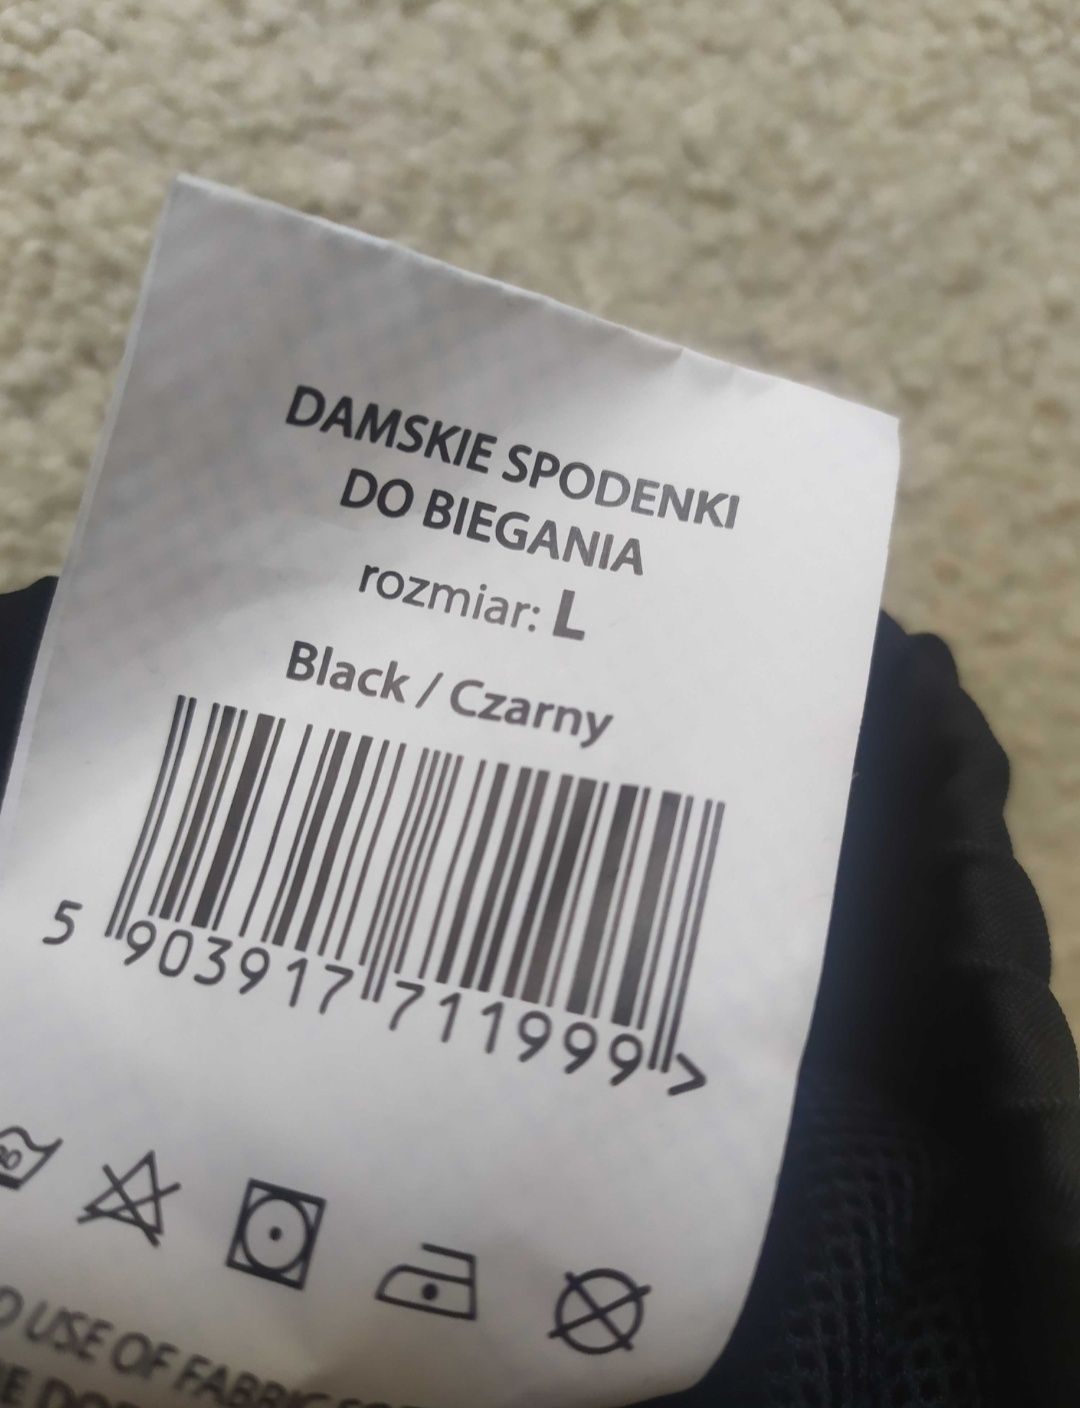 DAMSKIE SPODENKI
DO BIEGANIA
rozmiar: L
Black / Czarny
5 903917 711999 >
USE OF FABRIC